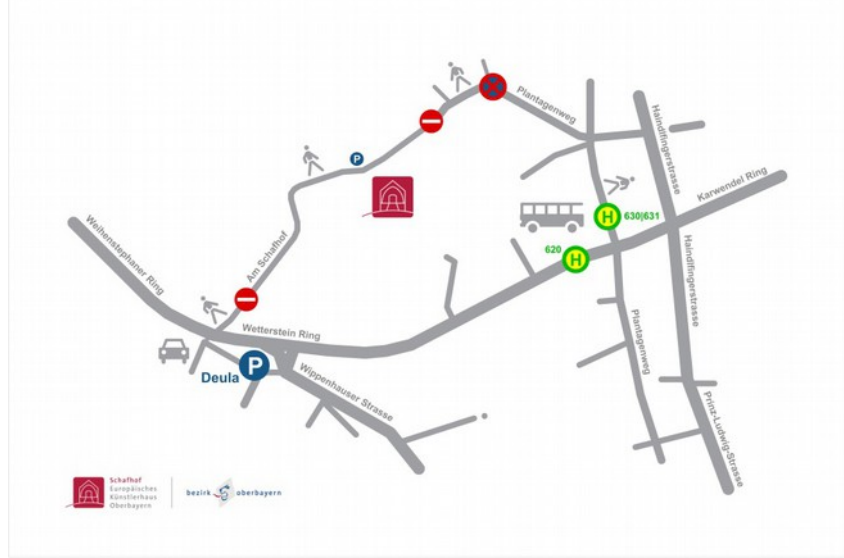 Plantagenweg
Haindlfingerstrasse
P
Karwendel Ring
H
630|631
Weihenstephaner Ring
Am Schafhof
620
H
Haindlfingerstrasse
Wetterstein Ring
Plantagenweg
P
Deula
Wippenhauser Strasse
Prinz-Ludwig-Strasse
Schafhof
Europäisches
Künstlerhaus
Oberbayern
bezirk oberbayern